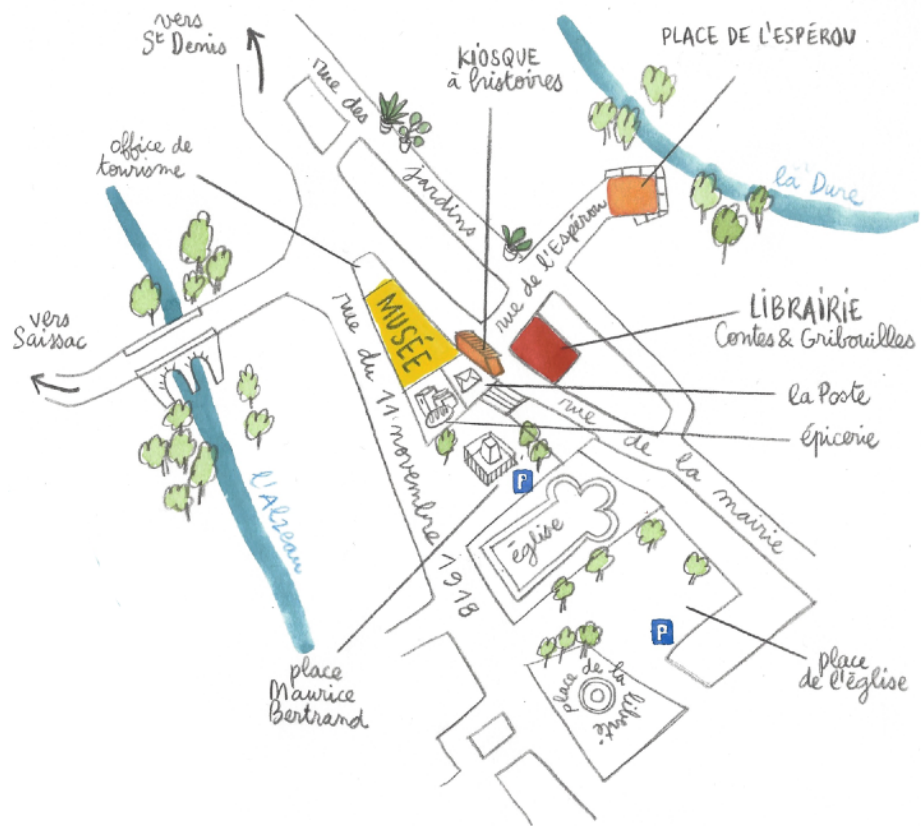 vers
St Denis
KIOSQUE
à histoires
PLACE DE L'ESPÉROU
rue des
jardins
office de
tourisme
la Dure
rue de l'Espérou
MUSÉE
LIBRAIRIE
Contes & Gribouilles
vers
Saissac
la Poste
épicerie
rue du 11 novembre 1918
rue de la mairie
P
église
l'Alzeau
P
place
Maurice
Bertrand
place de la liberté
place
de l'église